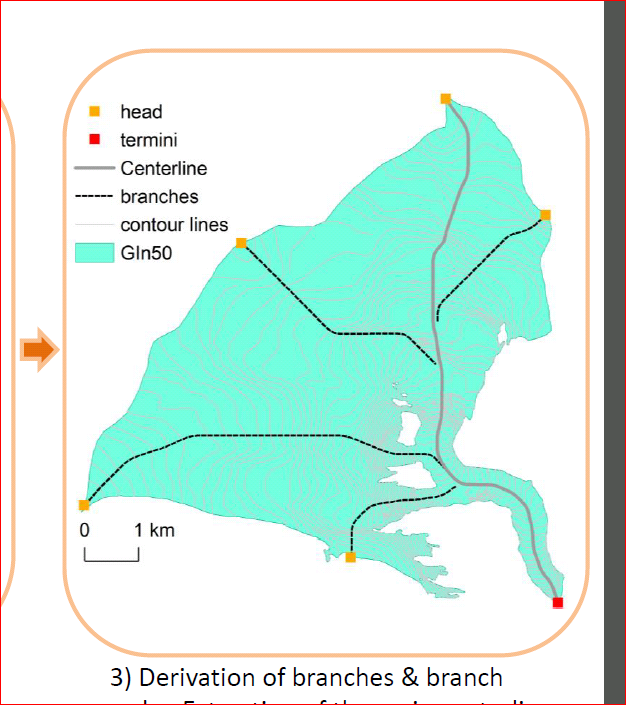 head
termini
Centerline
branches
contour lines
GIn50
0 1 km
3) Derivation of branches & branch